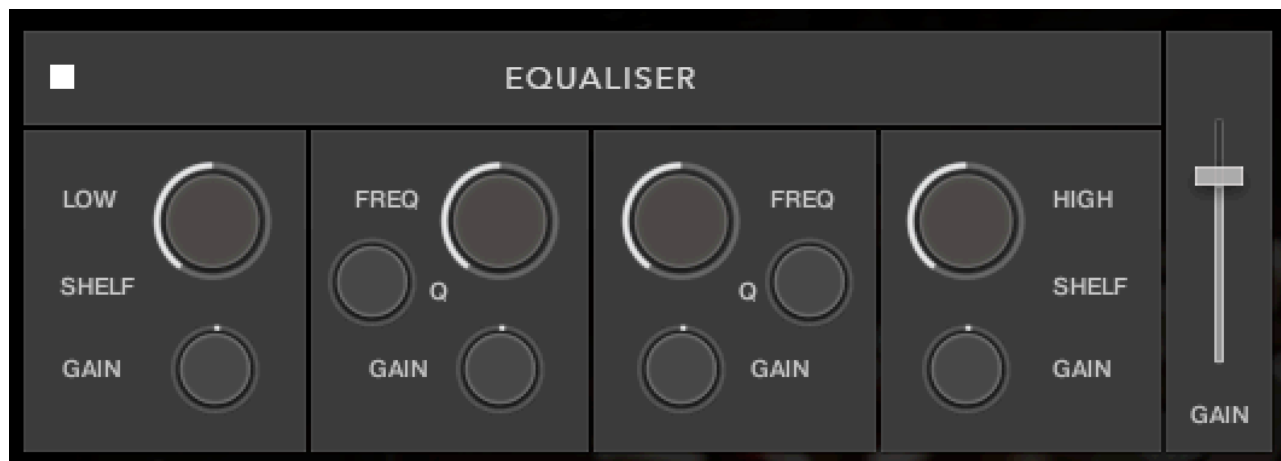 EQUALISER
LOW
SHELF
GAIN
FREQ
Q
GAIN
FREQ
Q
GAIN
HIGH
SHELF
GAIN
GAIN